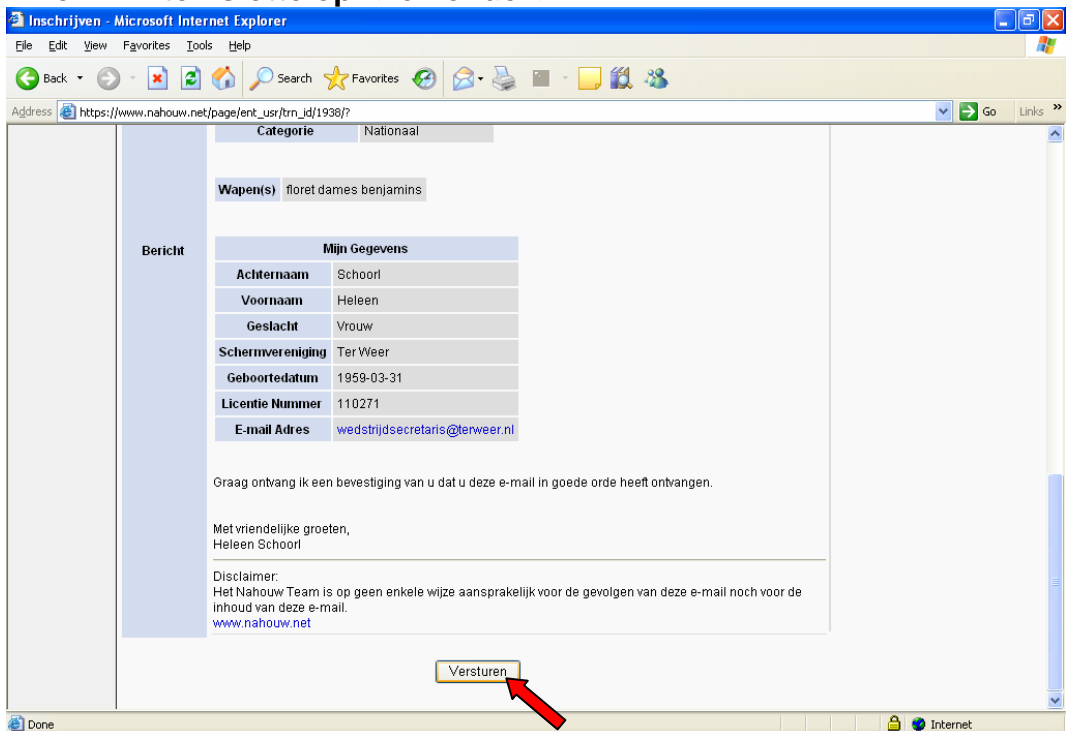 Inschrijven - Microsoft Internet Explorer
File Edit View Favorites Tools Help
Back Search Favorites
Address https://www.nahouw.net/page/ent_usr/trn_id/1938/? Go Links »
Categorie Nationaal
Wapen(s) floret dames benjamins
Bericht Mijn Gegevens
Achternaam Schoorl
Voornaam Heleen
Geslacht Vrouw
Schermvereniging Ter Weer
Geboortedatum 1959-03-31
Licentie Nummer 110271
E-mail Adres wedstrijdsecretaris@terweer.nl
Graag ontvang ik een bevestiging van u dat u deze e-mail in goede orde heeft ontvangen.
Met vriendelijke groeten,
Heleen Schoorl
Disclaimer:
Het Nahouw Team is op geen enkele wijze aansprakelijk voor de gevolgen van deze e-mail noch voor de
inhoud van deze e-mail.
www.nahouw.net
Versturen
Done Internet